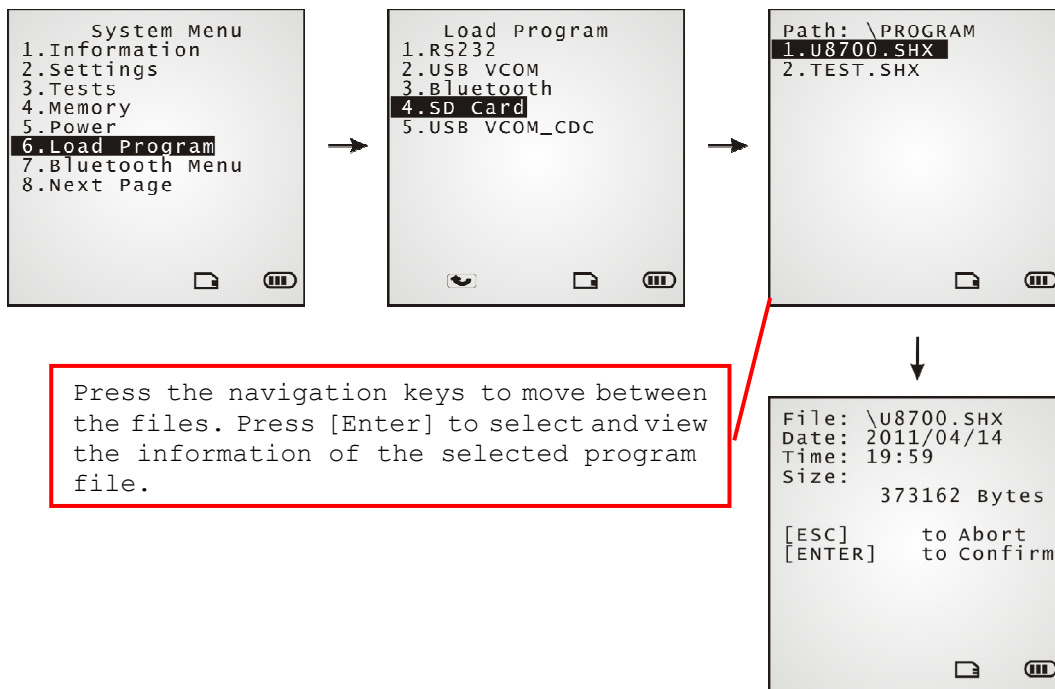 System Menu
1.Information
2.Settings
3.Tests
4.Memory
5.Power
6.Load Program
7.Bluetooth Menu
8.Next Page
Load Program
1.RS232
2.USB VCOM
3.Bluetooth
4.SD Card
5.USB VCOM_CDC
Path: \PROGRAM
1.U8700.SHX
2.TEST.SHX
Press the navigation keys to move between
the files. Press [Enter] to select and view
the information of the selected program
file.
File: \U8700.SHX
Date: 2011/04/14
Time: 19:59
Size:
373162 Bytes
[ESC] to Abort
[ENTER] to Confirm